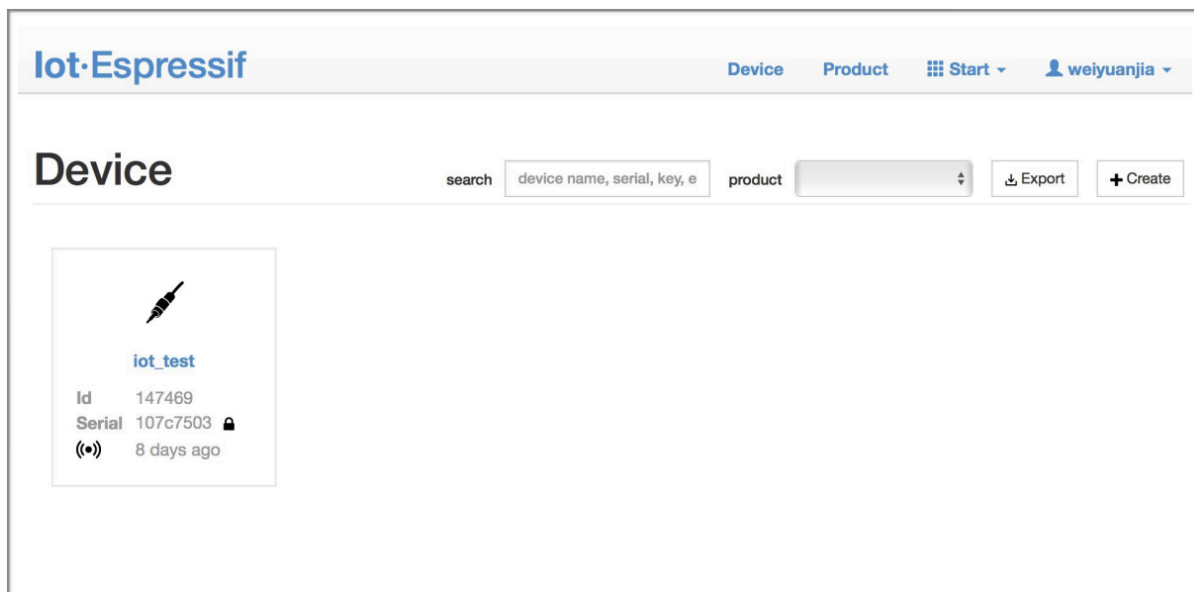 Iot·Espressif
Device Product Start weiyuanjia
Device
search device name, serial, key, e product Export Create
iot_test
Id 147469
Serial 107c7503
8 days ago